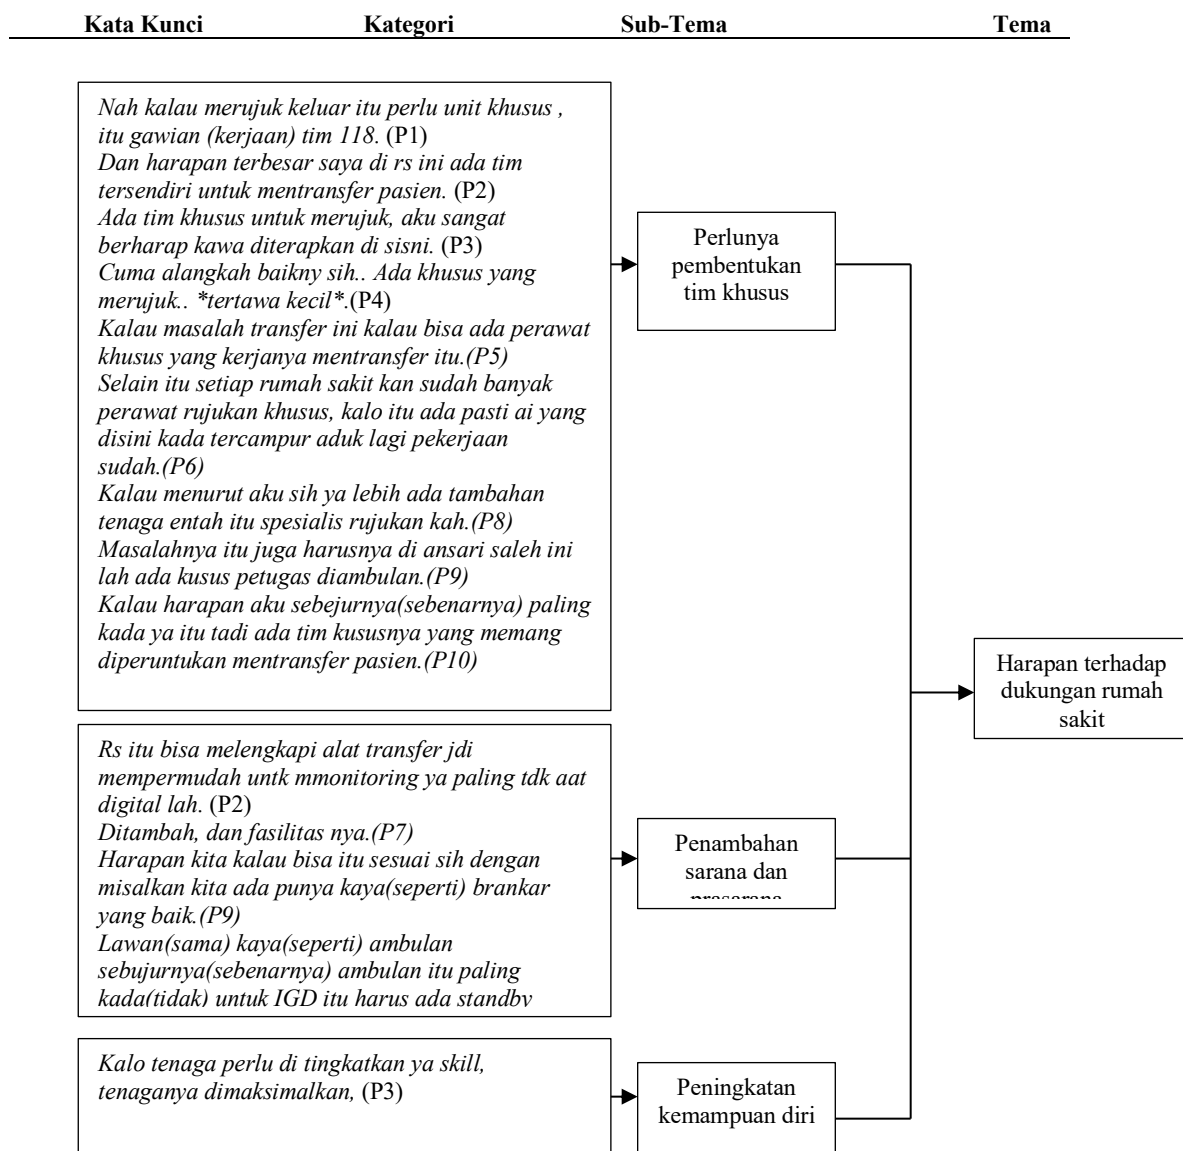 Kata Kunci Kategori Sub-Tema Tema
Nah kalau merujuk keluar itu perlu unit khusus ,
itu gawian (kerjaan) tim 118. (P1)
Dan harapan terbesar saya di rs ini ada tim
tersendiri untuk mentransfer pasien. (P2)
Ada tim khusus untuk merujuk, aku sangat
berharap kawa diterapkan di sisni. (P3)
Cuma alangkah baikny sih.. Ada khusus yang
merujuk.. *tertawa kecil*.(P4)
Kalau masalah transfer ini kalau bisa ada perawat
khusus yang kerjanya mentransfer itu.(P5)
Selain itu setiap rumah sakit kan sudah banyak
perawat rujukan khusus, kalo itu ada pasti ai yang
disini kada tercampur aduk lagi pekerjaan
sudah.(P6)
Kalau menurut aku sih ya lebih ada tambahan
tenaga entah itu spesialis rujukan kah.(P8)
Masalahnya itu juga harusnya di ansari saleh ini
lah ada kusus petugas diambulan.(P9)
Kalau harapan aku sebejurnya(sebenarnya) paling
kada ya itu tadi ada tim kususnya yang memang
diperuntukan mentransfer pasien.(P10)
Perlunya
pembentukan
tim khusus
Rs itu bisa melengkapi alat transfer jdi
mempermudah untk mmonitoring ya paling tdk aat
digital lah. (P2)
Ditambah, dan fasilitas nya.(P7)
Harapan kita kalau bisa itu sesuai sih dengan
misalkan kita ada punya kaya(seperti) brankar
yang baik.(P9)
Lawan(sama) kaya(seperti) ambulan
sebujurnya(sebenarnya) ambulan itu paling
kada(tidak) untuk IGD itu harus ada standby
Penambahan
sarana dan
prasarana
Kalo tenaga perlu di tingkatkan ya skill,
tenaganya dimaksimalkan, (P3)
Peningkatan
kemampuan diri
Harapan terhadap
dukungan rumah
sakit